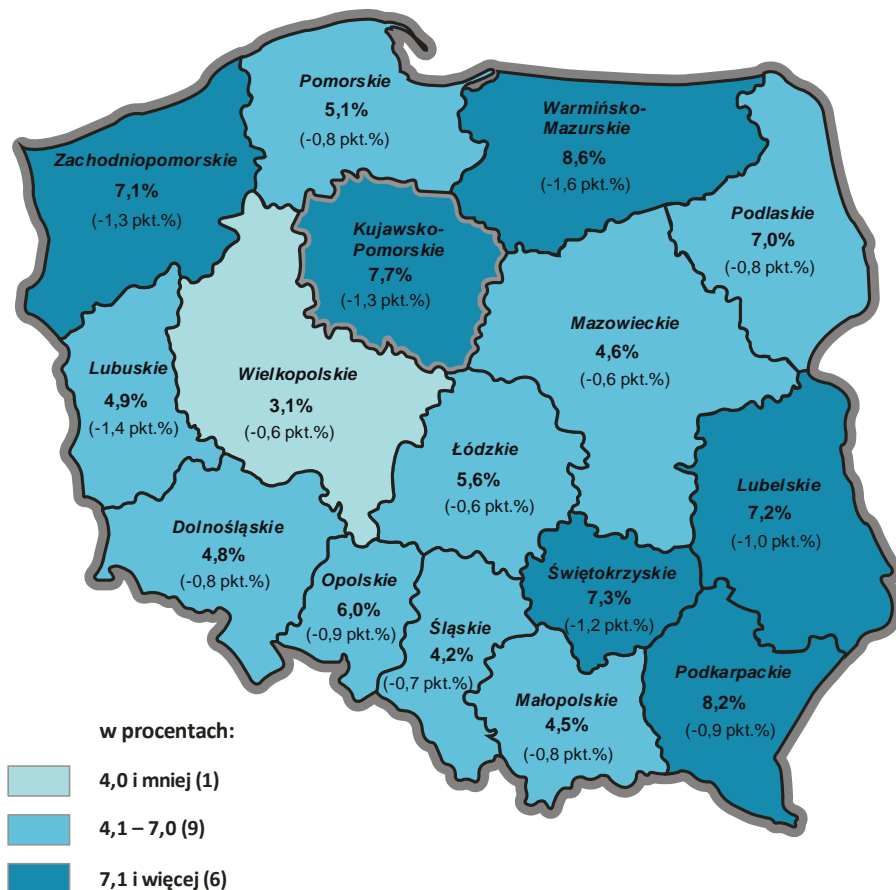 Pomorskie
5,1%
(-0,8 pkt.%)
Warmińsko-
Mazurskie
8,6%
(-1,6 pkt.%)
Zachodniopomorskie
7,1%
(-1,3 pkt.%)
Podlaskie
7,0%
(-0,8 pkt.%)
Kujawsko-
Pomorskie
7,7%
(-1,3 pkt.%)
Mazowieckie
4,6%
(-0,6 pkt.%)
Lubuskie
4,9%
(-1,4 pkt.%)
Wielkopolskie
3,1%
(-0,6 pkt.%)
Łódzkie
5,6%
(-0,6 pkt.%)
Lubelskie
7,2%
(-1,0 pkt.%)
Dolnośląskie
4,8%
(-0,8 pkt.%)
Opolskie
6,0%
(-0,9 pkt.%)
Świętokrzyskie
7,3%
(-1,2 pkt.%)
Śląskie
4,2%
(-0,7 pkt.%)
Małopolskie
4,5%
(-0,8 pkt.%)
Podkarpackie
8,2%
(-0,9 pkt.%)
w procentach:
4,0 i mniej (1)
4,1 – 7,0 (9)
7,1 i więcej (6)